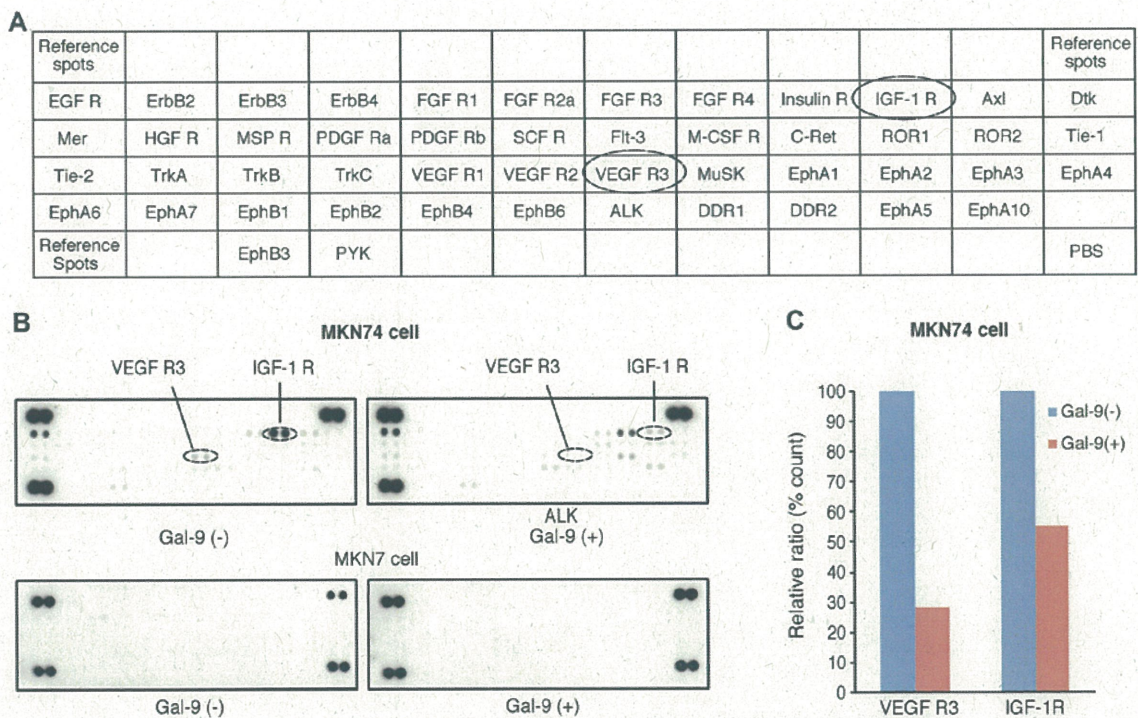 A
Reference spots Reference spots
EGF R ErbB2 ErbB3 ErbB4 FGF R1 FGF R2a FGF R3 FGF R4 Insulin R IGF-1 R Axl Dtk
Mer HGF R MSP R PDGF Ra PDGF Rb SCF R Flt-3 M-CSF R C-Ret ROR1 ROR2 Tie-1
Tie-2 TrkA TrkB TrkC VEGF R1 VEGF R2 VEGF R3 MuSK EphA1 EphA2 EphA3 EphA4
EphA6 EphA7 EphB1 EphB2 EphB4 EphB6 ALK DDR1 DDR2 EphA5 EphA10
Reference Spots EphB3 PYK PBS
B
MKN74 cell
VEGF R3 IGF-1 R VEGF R3 IGF-1 R
ALK
Gal-9 (-) Gal-9 (+)
MKN7 cell
Gal-9 (-) Gal-9 (+)
C
MKN74 cell
Relative ratio (% count)
100
90
80
70
60
50
40
30
20
10
0
Gal-9(-)
Gal-9(+)
VEGF R3 IGF-1R